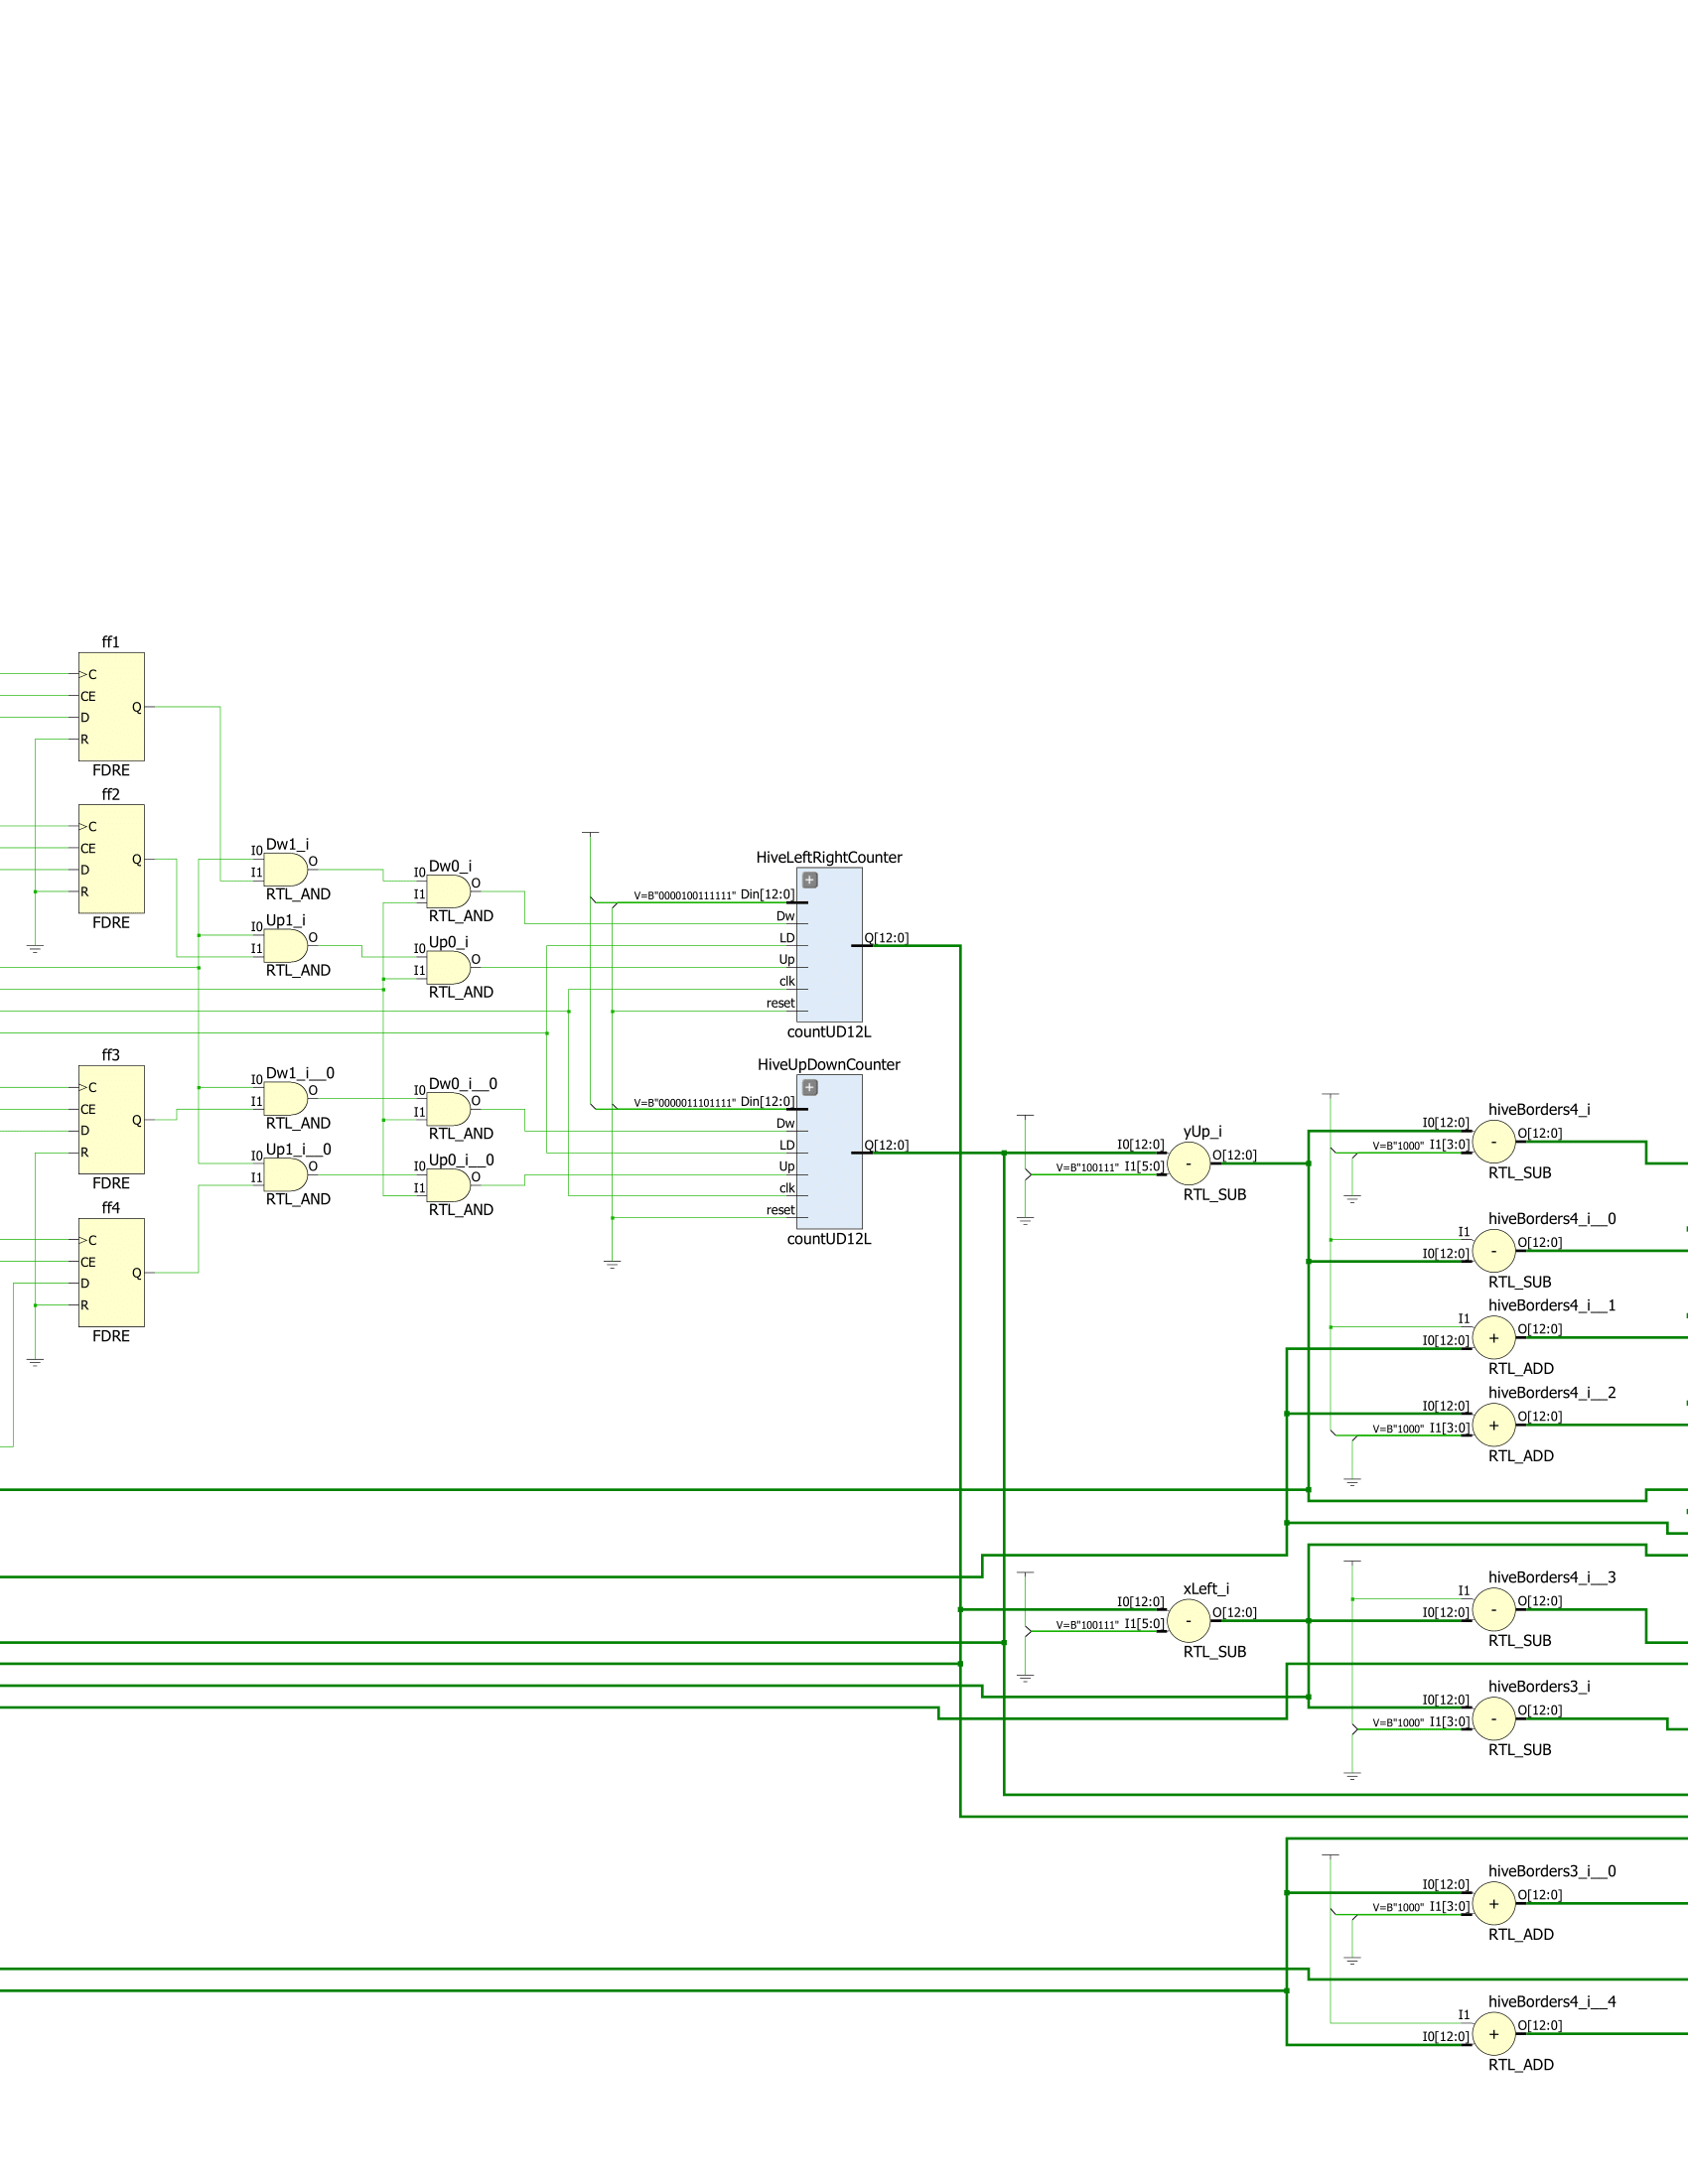 ff1
C
CE
D
R
Q
FDRE
ff2
C
CE
D
R
Q
FDRE
Dw1_i
I0
I1
O
RTL_AND
Dw0_i
I0
I1
O
RTL_AND
Up1_i
I0
I1
O
RTL_AND
Up0_i
I0
I1
O
RTL_AND
HiveLeftRightCounter
V=B"0000100111111" Din[12:0]
Dw
LD
Up
clk
reset
Q[12:0]
countUD12L
ff3
C
CE
D
R
Q
FDRE
ff4
C
CE
D
R
Q
FDRE
Dw1_i__0
I0
I1
O
RTL_AND
Dw0_i__0
I0
I1
O
RTL_AND
Up1_i__0
I0
I1
O
RTL_AND
Up0_i__0
I0
I1
O
RTL_AND
HiveUpDownCounter
V=B"0000011101111" Din[12:0]
Dw
LD
Up
clk
reset
Q[12:0]
countUD12L
yUp_i
I0[12:0]
V=B"100111" I1[5:0]
-
O[12:0]
RTL_SUB
hiveBorders4_i
I0[12:0]
V=B"1000" I1[3:0]
-
O[12:0]
RTL_SUB
hiveBorders4_i__0
I1
I0[12:0]
-
O[12:0]
RTL_SUB
hiveBorders4_i__1
I1
I0[12:0]
+
O[12:0]
RTL_ADD
hiveBorders4_i__2
I0[12:0]
V=B"1000" I1[3:0]
+
O[12:0]
RTL_ADD
xLeft_i
I0[12:0]
V=B"100111" I1[5:0]
-
O[12:0]
RTL_SUB
hiveBorders4_i__3
I1
I0[12:0]
-
O[12:0]
RTL_SUB
hiveBorders3_i
I0[12:0]
V=B"1000" I1[3:0]
-
O[12:0]
RTL_SUB
hiveBorders3_i__0
I0[12:0]
V=B"1000" I1[3:0]
+
O[12:0]
RTL_ADD
hiveBorders4_i__4
I1
I0[12:0]
+
O[12:0]
RTL_ADD